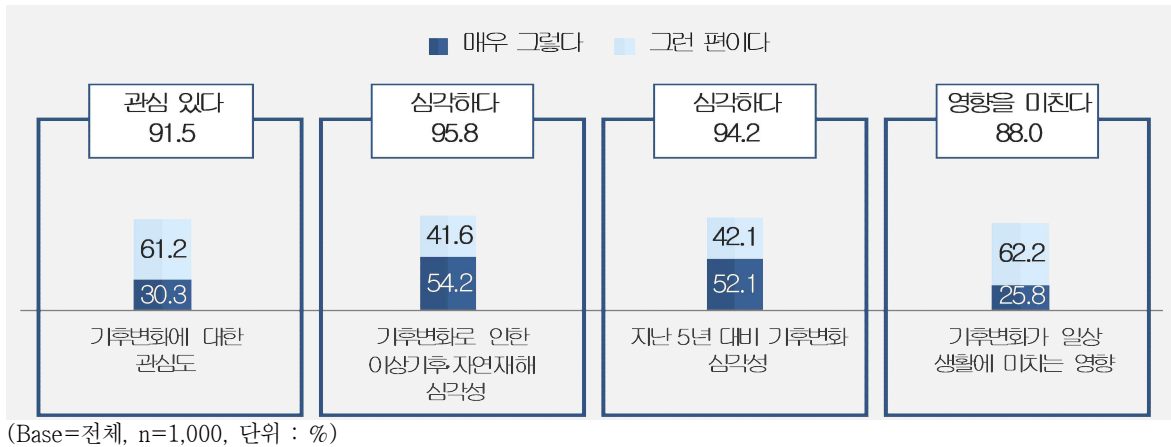 매우 그렇다 그런 편이다
관심 있다
91.5
심각하다
95.8
심각하다
94.2
영향을 미친다
88.0
61.2
30.3
41.6
54.2
42.1
52.1
62.2
25.8
기후변화에 대한
관심도
기후변화로 인한
이상기후·자연재해
심각성
지난 5년 대비 기후변화
심각성
기후변화가 일상
생활에 미치는 영향
(Base=전체, n=1,000, 단위 : %)